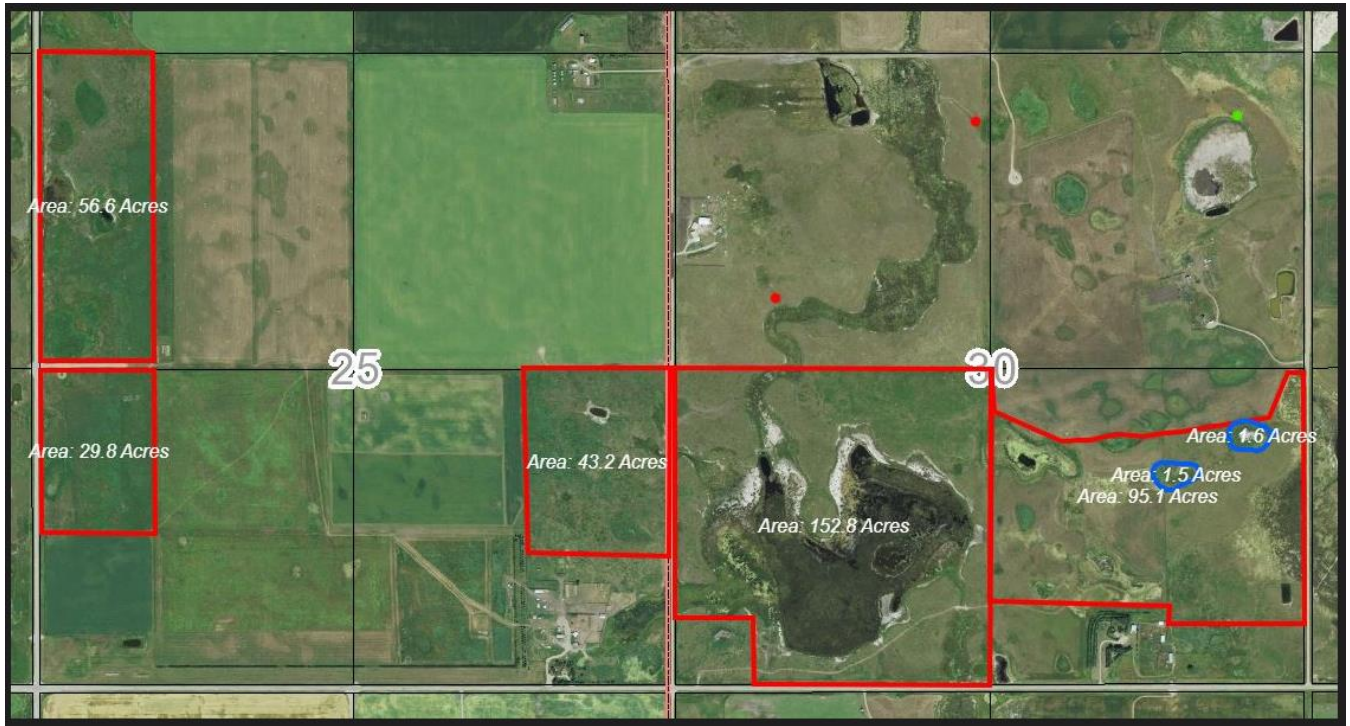 Area: 56.6 Acres
25
30
Area: 1.6 Acres
Area: 29.8 Acres
Area: 43.2 Acres
Area: 1.5 Acres
Area: 95.1 Acres
Area: 152.8 Acres